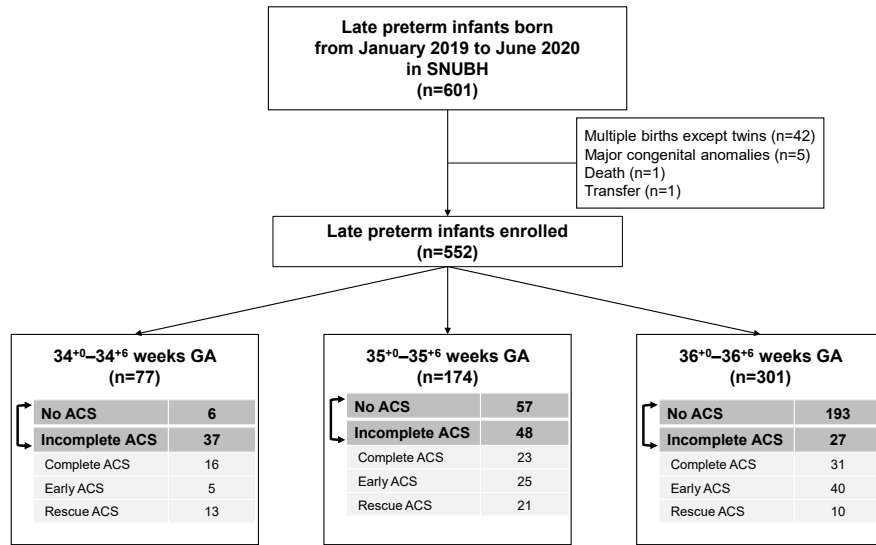 Late preterm infants born
from January 2019 to June 2020
in SNUBH
(n=601)
Multiple births except twins (n=42)
Major congenital anomalies (n=5)
Death (n=1)
Transfer (n=1)
Late preterm infants enrolled
(n=552)
34+0–34+6 weeks GA
(n=77)
No ACS 6
Incomplete ACS 37
Complete ACS 16
Early ACS 5
Rescue ACS 13
35+0–35+6 weeks GA
(n=174)
No ACS 57
Incomplete ACS 48
Complete ACS 23
Early ACS 25
Rescue ACS 21
36+0–36+6 weeks GA
(n=301)
No ACS 193
Incomplete ACS 27
Complete ACS 31
Early ACS 40
Rescue ACS 10